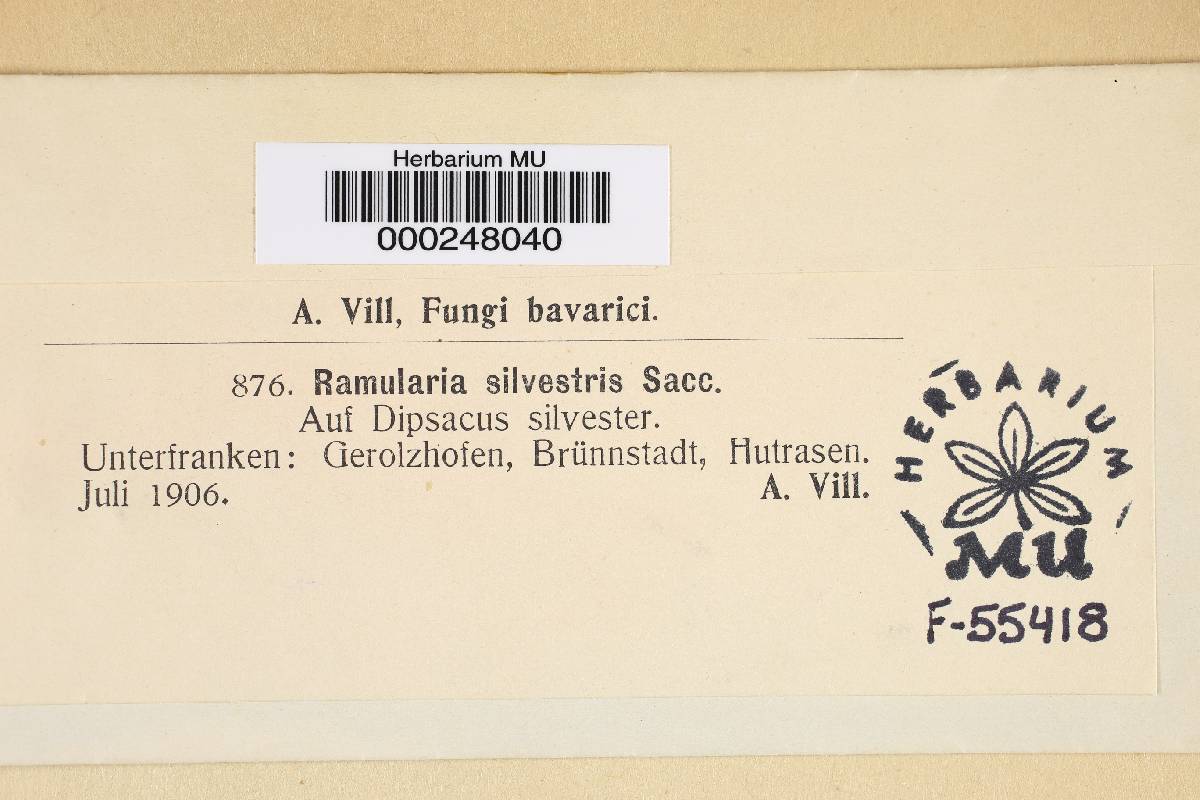 Herbarium MU
000248040
A. Vill, Fungi bavarici.
876. Ramularia silvestris Sacc.
Auf Dipsacus silvester.
Unterfranken: Gerolzhofen, Brünnstadt, Hutrasen.
Juli 1906. A. Vill.
HERBARIUM
MU
F-55418